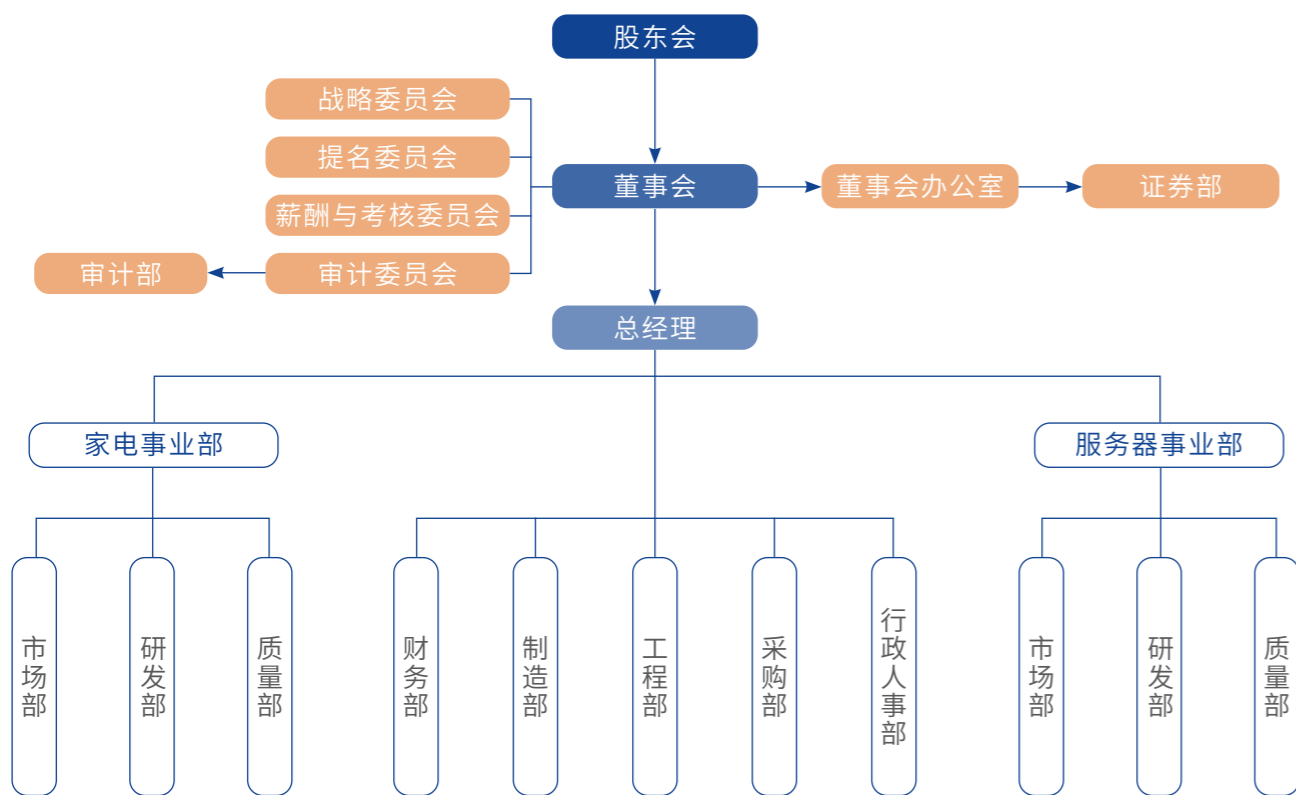 股东会
战略委员会
提名委员会
董事会
董事会办公室
证券部
薪酬与考核委员会
审计部
审计委员会
总经理
家电事业部
服务器事业部
市场部
研发部
质量部
财务部
制造部
工程部
采购部
行政人事部
市场部
研发部
质量部